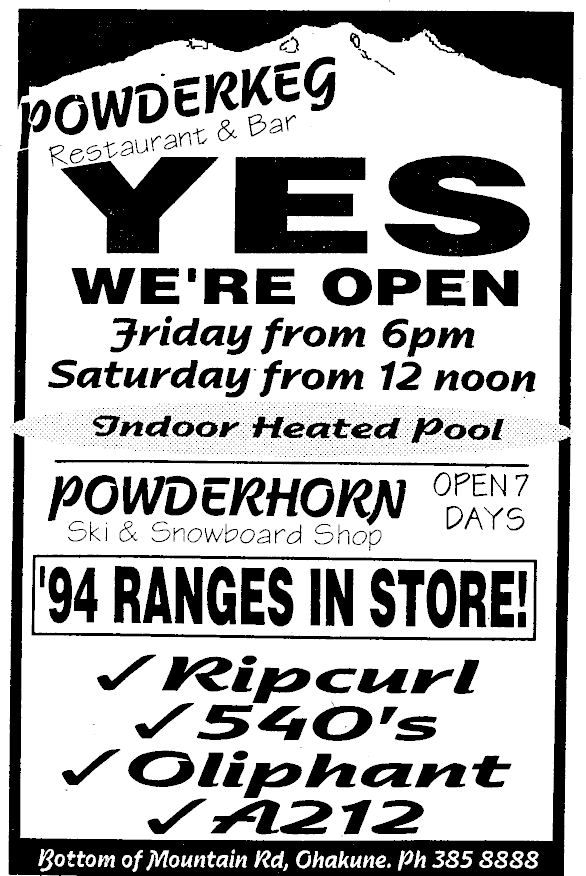 POWDERKEG
Restaurant & Bar
YES
WE'RE OPEN
Friday from 6pm
Saturday from 12 noon
Indoor Heated Pool
POWDERHORN
Ski & Snowboard Shop
OPEN 7
DAYS
'94 RANGES IN STORE!
✓ Ripcurl
✓ 540's
✓ Oliphant
✓ A212
Bottom of Mountain Rd, Ohakune. Ph 385 8888